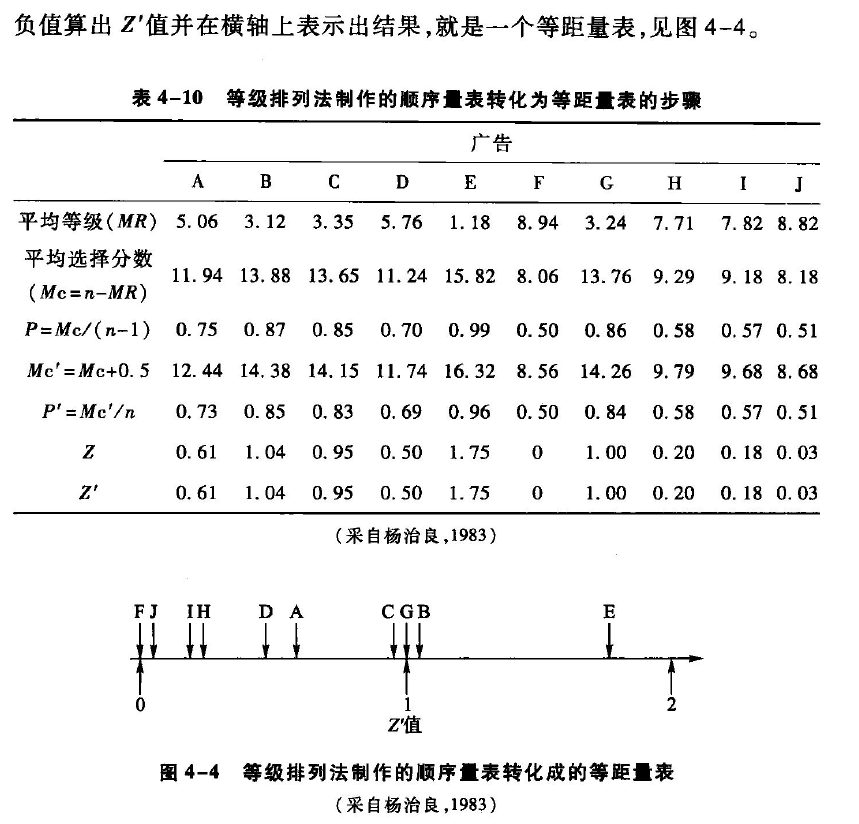 负值算出 Z′值并在横轴上表示出结果,就是一个等距量表,见图 4-4。
表 4-10 等级排列法制作的顺序量表转化为等距量表的步骤
广告
A B C D E F G H I J
平均等级(MR) 5.06 3.12 3.35 5.76 1.18 8.94 3.24 7.71 7.82 8.82
平均选择分数
(Mc=n-MR) 11.94 13.88 13.65 11.24 15.82 8.06 13.76 9.29 9.18 8.18
P=Mc/(n-1) 0.75 0.87 0.85 0.70 0.99 0.50 0.86 0.58 0.57 0.51
Mc′=Mc+0.5 12.44 14.38 14.15 11.74 16.32 8.56 14.26 9.79 9.68 8.68
P′=Mc′/n 0.73 0.85 0.83 0.69 0.96 0.50 0.84 0.58 0.57 0.51
Z 0.61 1.04 0.95 0.50 1.75 0 1.00 0.20 0.18 0.03
Z′ 0.61 1.04 0.95 0.50 1.75 0 1.00 0.20 0.18 0.03
(采自杨治良,1983)
F J I H D A C G B E
0 1 2
Z′值
图 4-4 等级排列法制作的顺序量表转化成的等距量表
(采自杨治良,1983)